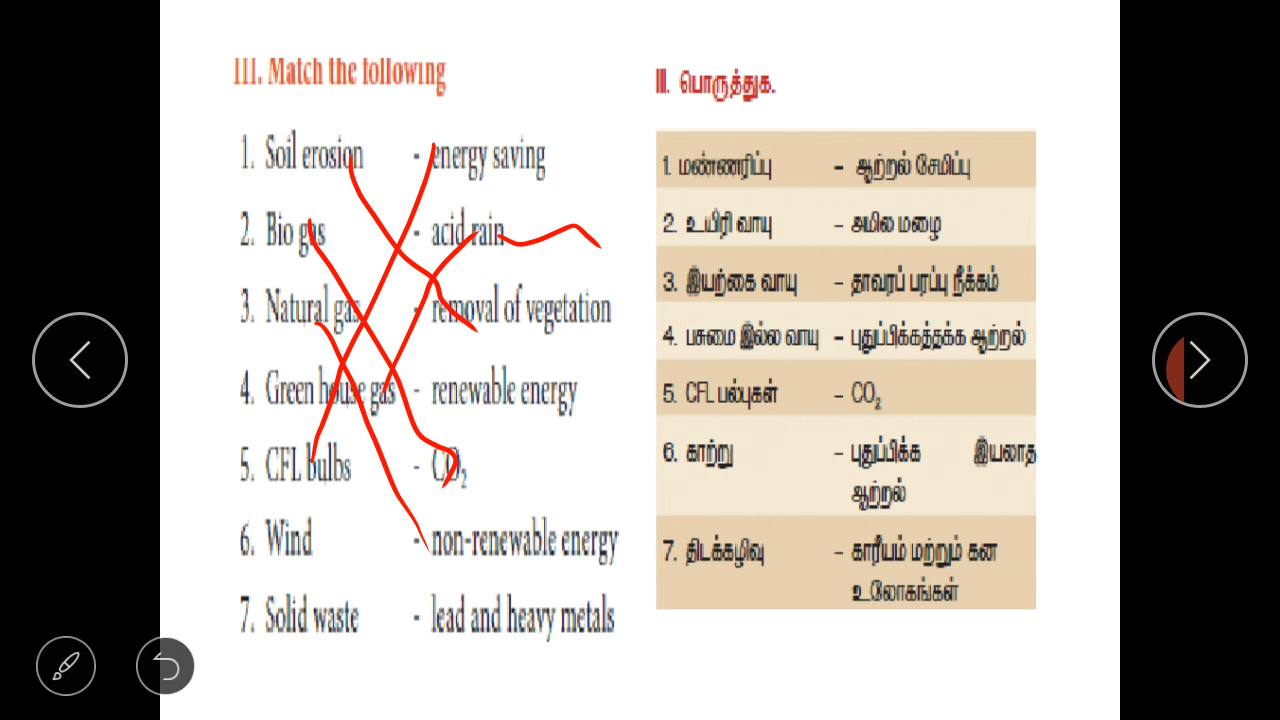 III. Match the following
1. Soil erosion - energy saving
2. Bio gas - acid rain
3. Natural gas - removal of vegetation
4. Green house gas - renewable energy
5. CFL bulbs - CO₂
6. Wind - non-renewable energy
7. Solid waste - lead and heavy metals
III. பொருத்துக.
1. மண்ணரிப்பு – ஆற்றல் சேமிப்பு
2. உயிரி வாயு – அமில மழை
3. இயற்கை வாயு – தாவரப் பரப்பு நீக்கம்
4. பசுமை இல்ல வாயு – புதுப்பிக்கத்தக்க ஆற்றல்
5. CFL பல்புகள் – CO₂
6. காற்று – புதுப்பிக்க இயலாத
ஆற்றல்
7. திடக்கழிவு – காரீயம் மற்றும் கன
உலோகங்கள்